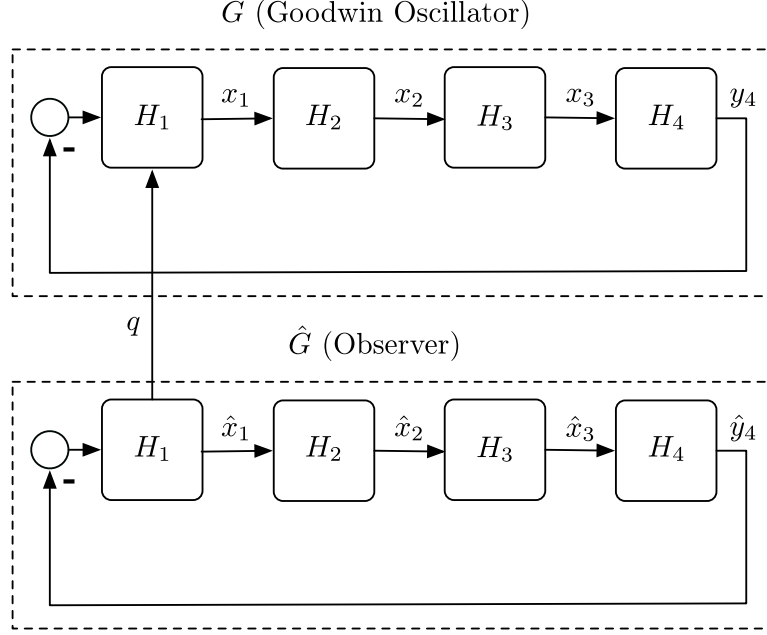 G (Goodwin Oscillator)
H₁ x₁ H₂ x₂ H₃ x₃ H₄ y₄
-
q
Ĝ (Observer)
H₁ x̂₁ H₂ x̂₂ H₃ x̂₃ H₄ ŷ₄
-